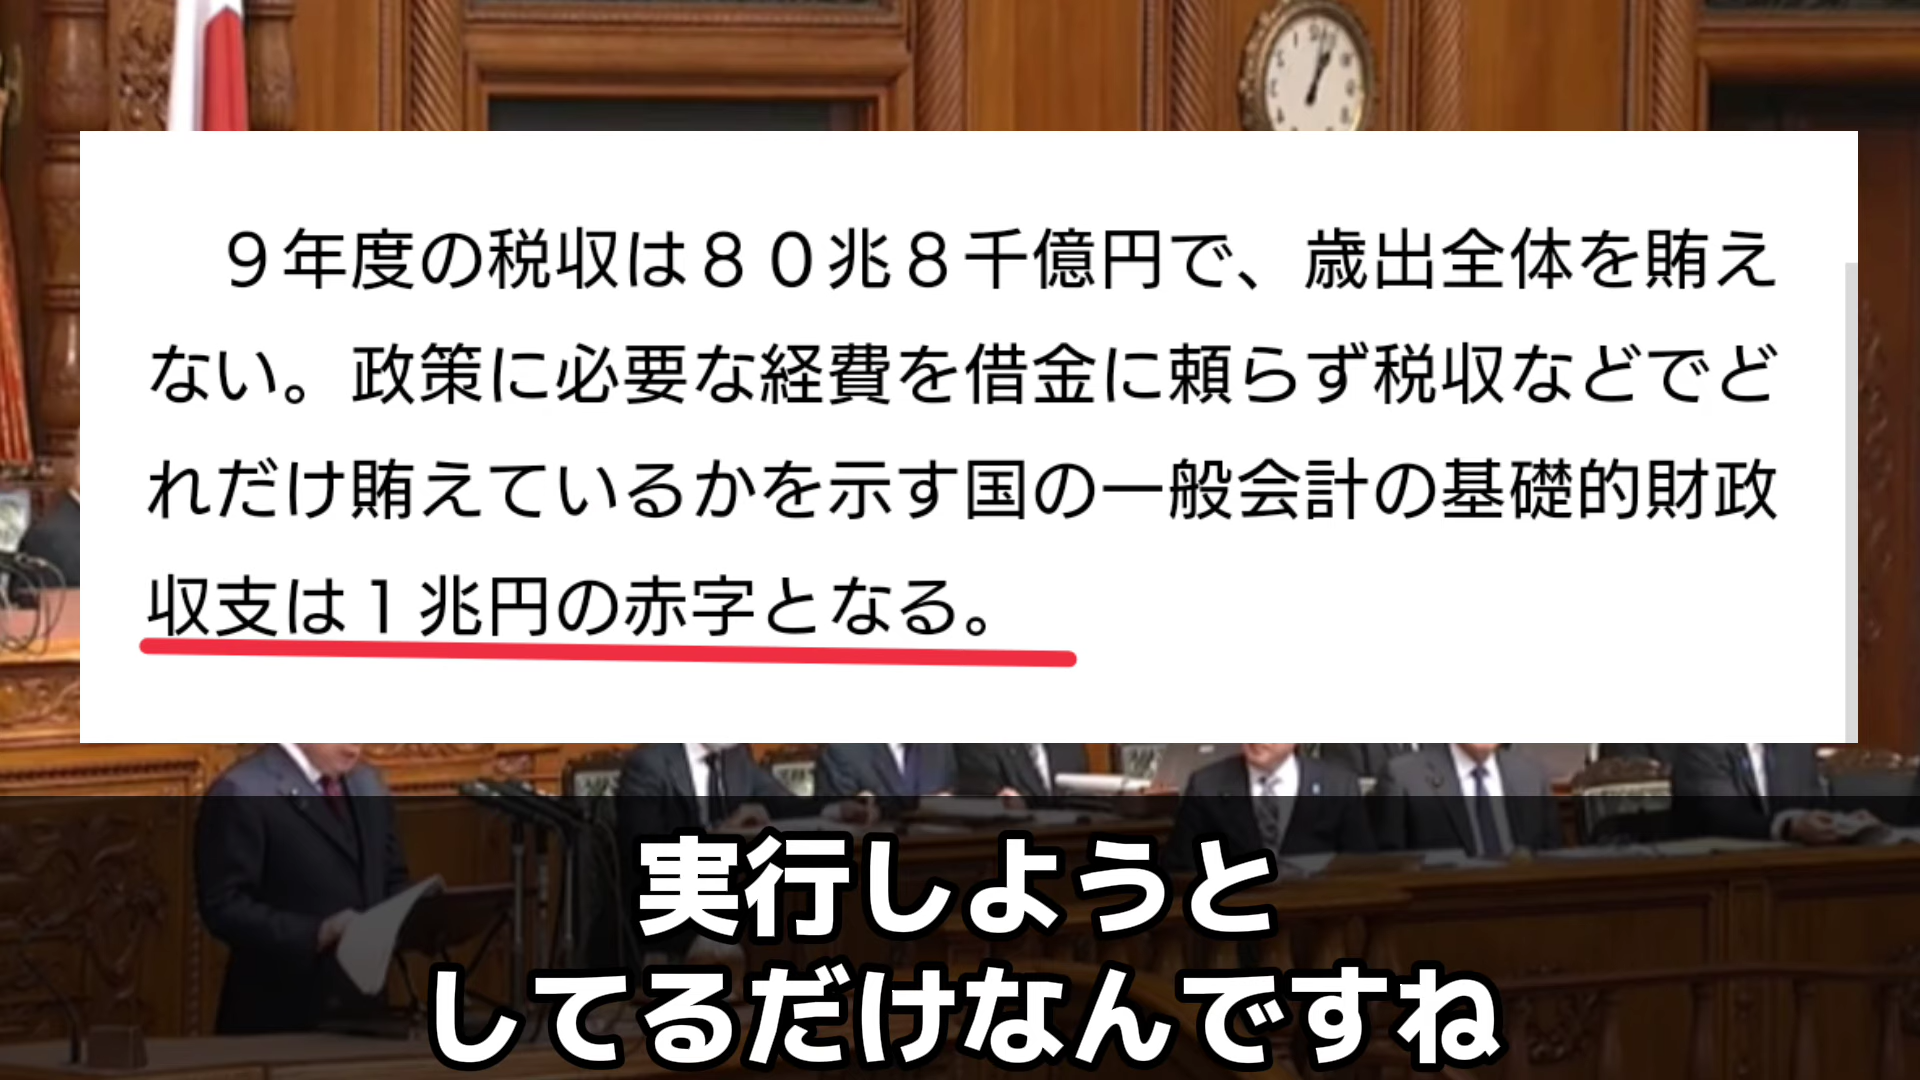 ９年度の税収は８０兆８千億円で、歳出全体を賄え
ない。政策に必要な経費を借金に頼らず税収などでど
れだけ賄えているかを示す国の一般会計の基礎的財政
収支は１兆円の赤字となる。
実行しようと
してるだけなんですね